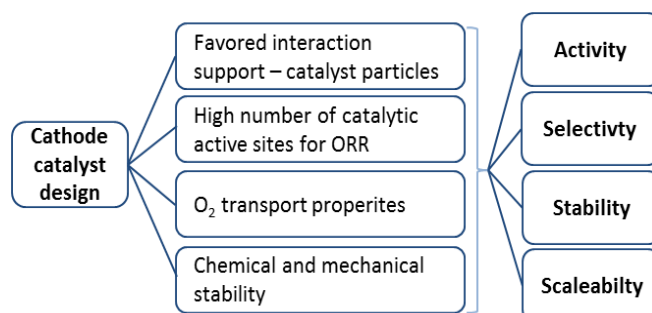 Cathode
catalyst
design
Favored interaction
support – catalyst particles
High number of catalytic
active sites for ORR
O₂ transport properites
Chemical and mechanical
stability
Activity
Selectivty
Stability
Scaleabilty